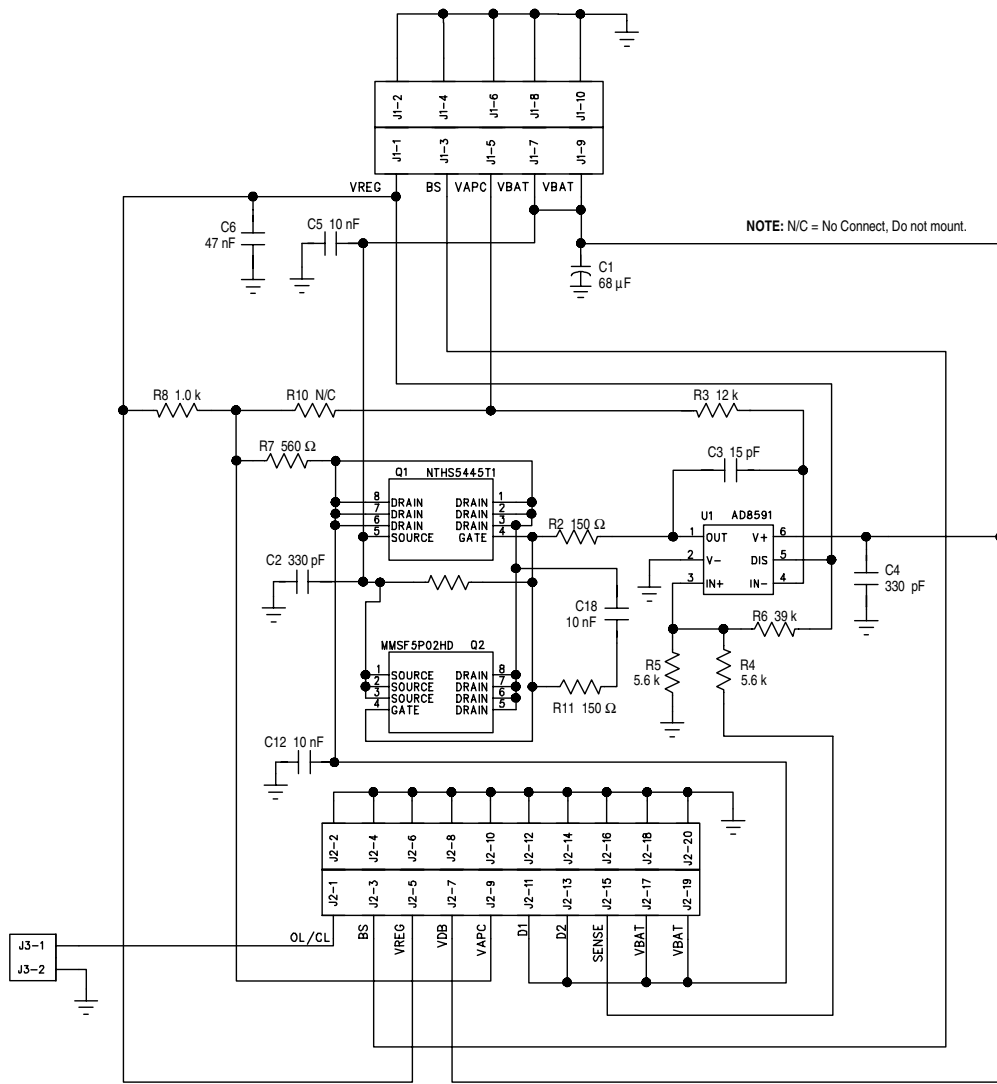 J1-2 J1-4 J1-6 J1-8 J1-10
J1-1 J1-3 J1-5 J1-7 J1-9
VREG BS VAPC VBAT VBAT
C6
47 nF
C5 10 nF
NOTE: N/C = No Connect, Do not mount.
C1
68 µF
R8 1.0 k
R10 N/C
R3 12 k
R7 560 Ω
C3 15 pF
Q1 NTHS5445T1
8 DRAIN DRAIN 1
7 DRAIN DRAIN 2
6 DRAIN DRAIN 3
5 SOURCE GATE 4
R2 150 Ω
U1 AD8591
1 OUT V+ 6
2 V- DIS 5
3 IN+ IN- 4
C2 330 pF
C4
330 pF
C18
10 nF
R6 39 k
MMSF5P02HD Q2
1 SOURCE DRAIN 8
2 SOURCE DRAIN 7
3 SOURCE DRAIN 6
4 GATE DRAIN 5
R5
5.6 k
R4
5.6 k
R11 150 Ω
C12 10 nF
J2-2 J2-4 J2-6 J2-8 J2-10 J2-12 J2-14 J2-16 J2-18 J2-20
J2-1 J2-3 J2-5 J2-7 J2-9 J2-11 J2-13 J2-15 J2-17 J2-19
OL/CL BS VREG VDB VAPC D1 D2 SENSE VBAT VBAT
J3-1
J3-2